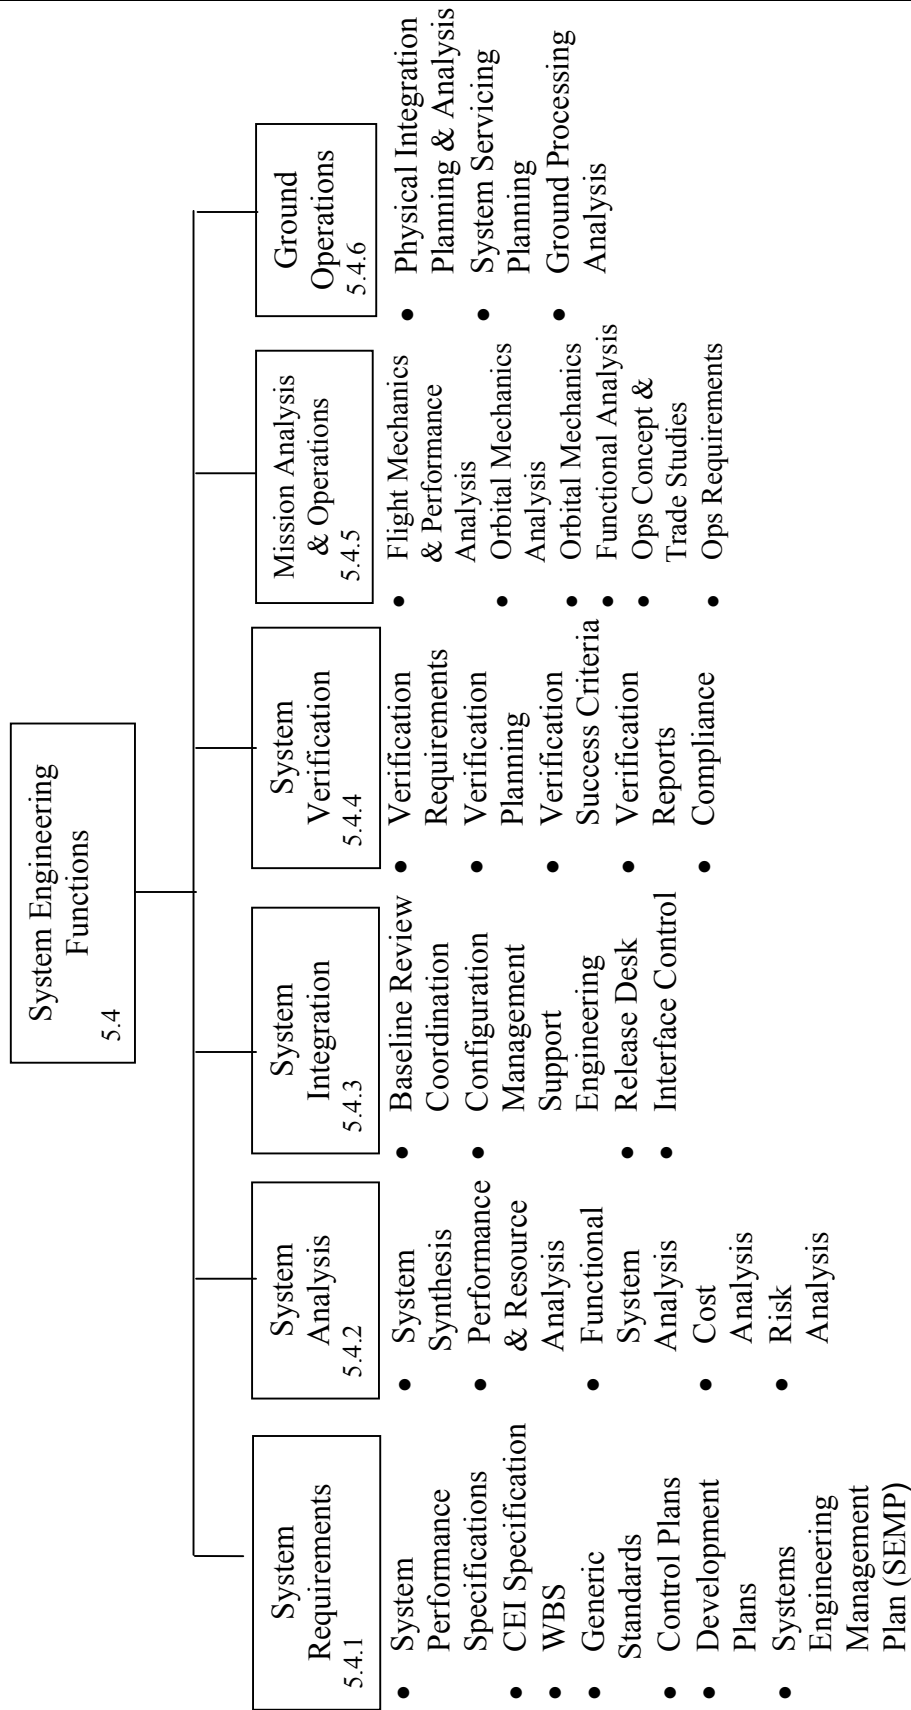 System Engineering
Functions
5.4
System
Requirements
5.4.1
• System
Performance
Specifications
• CEI Specification
• WBS
• Generic
Standards
• Control Plans
• Development
Plans
• Systems
Engineering
Management
Plan (SEMP)
System
Analysis
5.4.2
• System
Synthesis
• Performance
& Resource
Analysis
• Functional
System
Analysis
• Cost
Analysis
• Risk
Analysis
System
Integration
5.4.3
• Baseline Review
Coordination
• Configuration
Management
Support
Engineering
• Release Desk
• Interface Control
System
Verification
5.4.4
• Verification
Requirements
• Verification
Planning
• Verification
Success Criteria
• Verification
Reports
• Compliance
Mission Analysis
& Operations
5.4.5
• Flight Mechanics
& Performance
Analysis
• Orbital Mechanics
Analysis
• Orbital Mechanics
• Functional Analysis
• Ops Concept &
Trade Studies
• Ops Requirements
Ground
Operations
5.4.6
• Physical Integration
Planning & Analysis
• System Servicing
Planning
• Ground Processing
Analysis